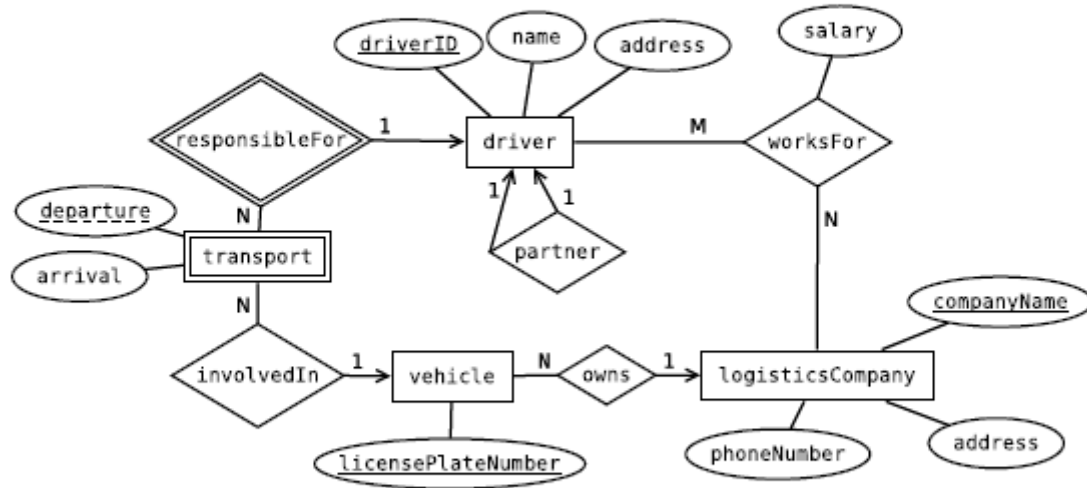 driverID
name
address
salary
responsibleFor
1
driver
M
worksFor
1
1
N
departure
partner
N
transport
arrival
companyName
N
involvedIn
1
vehicle
N
owns
1
logisticsCompany
licensePlateNumber
phoneNumber
address